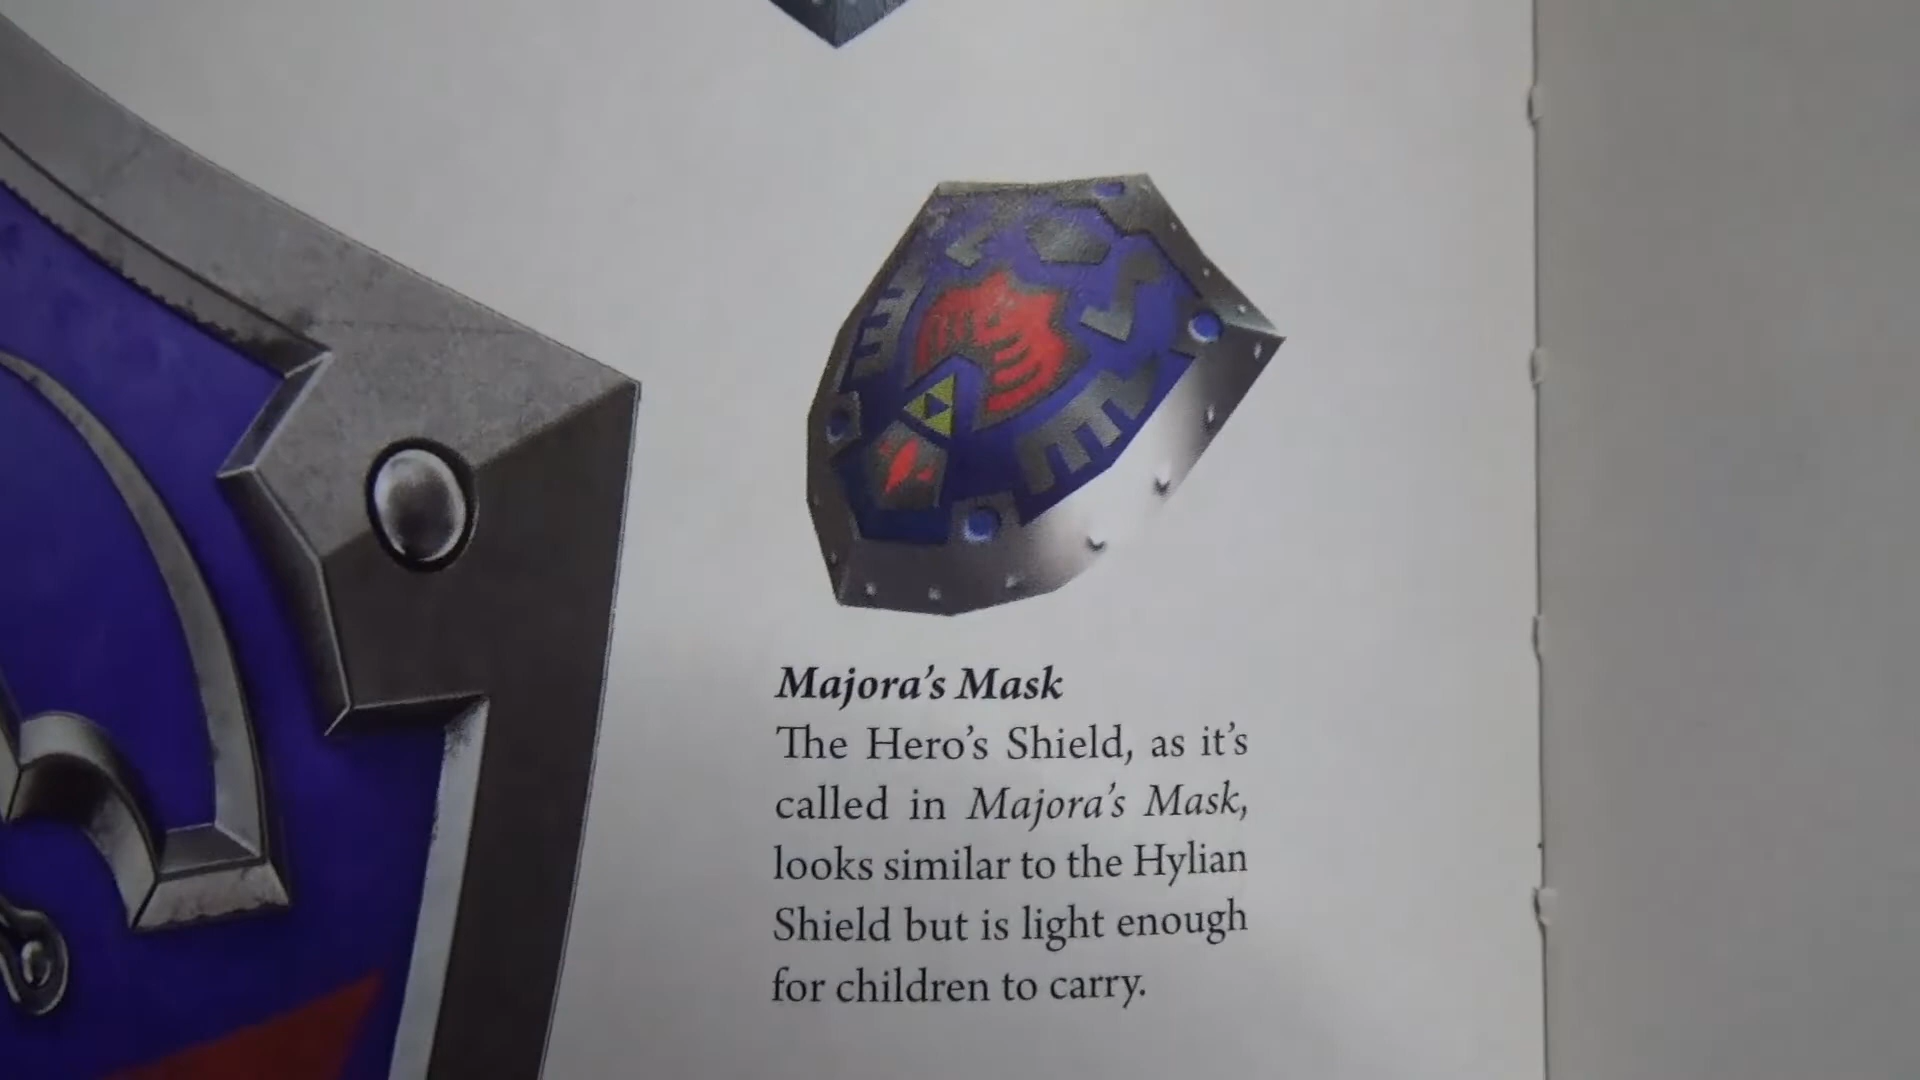 Majora's Mask
The Hero's Shield, as it's
called in Majora's Mask,
looks similar to the Hylian
Shield but is light enough
for children to carry.